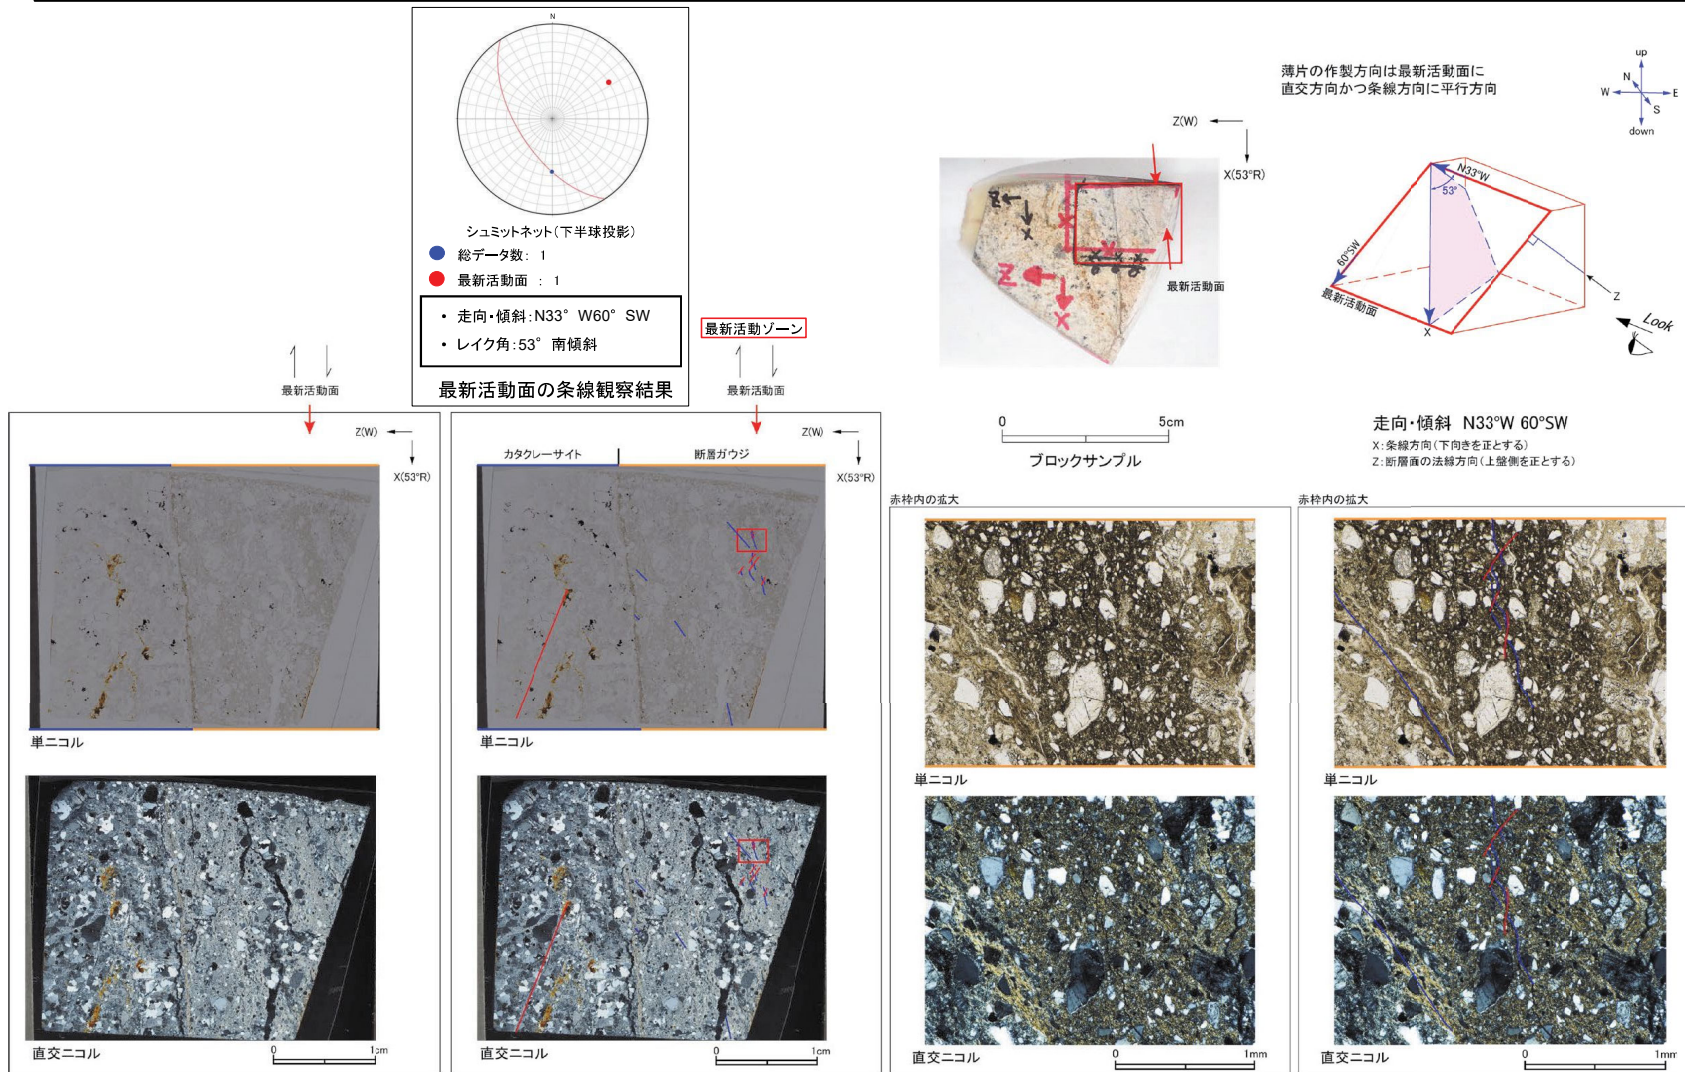 N
シュミットネット(下半球投影)
総データ数: 1
最新活動面 : 1
・ 走向・傾斜:N33° W60° SW
・ レイク角:53° 南傾斜
最新活動面の条線観察結果
最新活動面
最新活動ゾーン
最新活動面
Z(W)
X(53°R)
単ニコル
直交ニコル
0 1cm
カタクレーサイト
断層ガウジ
Z(W)
X(53°R)
単ニコル
直交ニコル
0 1cm
Z(W)
X(53°R)
Z
X
Z
X
最新活動面
0 5cm
ブロックサンプル
薄片の作製方向は最新活動面に
直交方向かつ条線方向に平行方向
up
N
W
E
S
down
N33°W
53°
60°SW
最新活動面
X
Z
Look
走向・傾斜 N33°W 60°SW
X:条線方向(下向きを正とする)
Z:断層面の法線方向(上盤側を正とする)
赤枠内の拡大
単ニコル
直交ニコル
0 1mm
赤枠内の拡大
単ニコル
直交ニコル
0 1mm